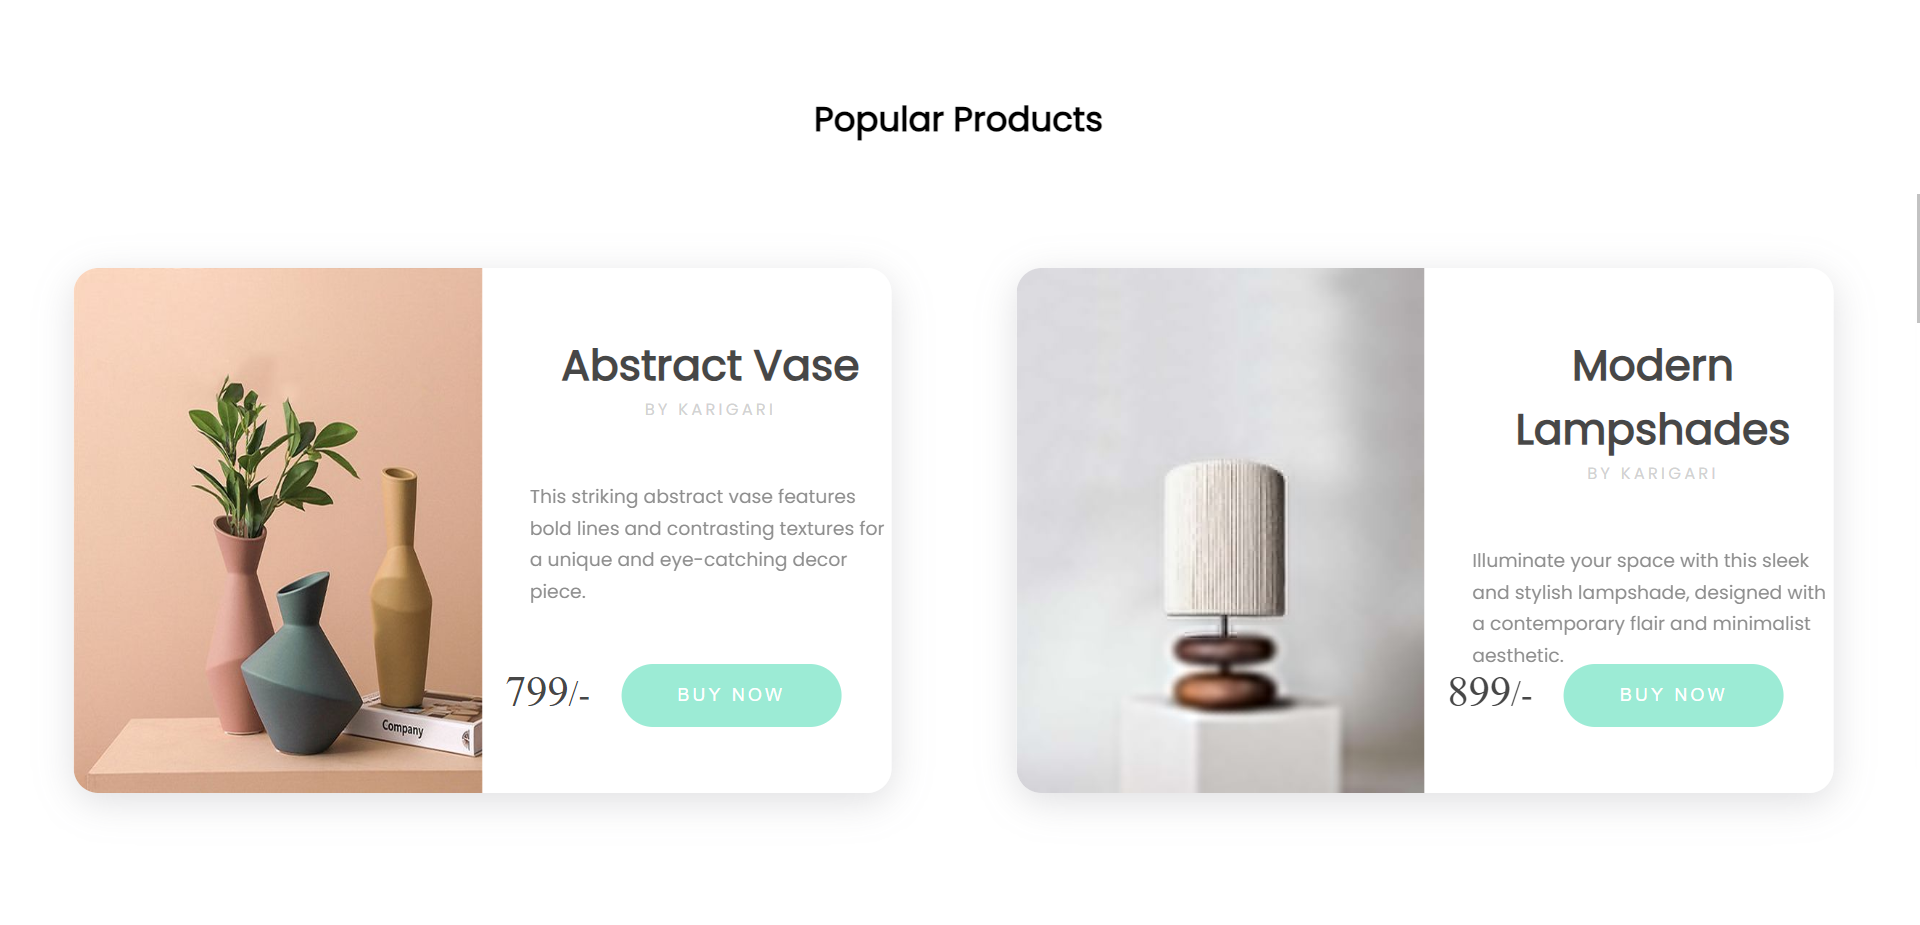 Popular Products
Abstract Vase
BY KARIGARI
This striking abstract vase features
bold lines and contrasting textures for
a unique and eye-catching decor
piece.
799/-
BUY NOW
Company
Modern
Lampshades
BY KARIGARI
Illuminate your space with this sleek
and stylish lampshade, designed with
a contemporary flair and minimalist
aesthetic.
899/-
BUY NOW